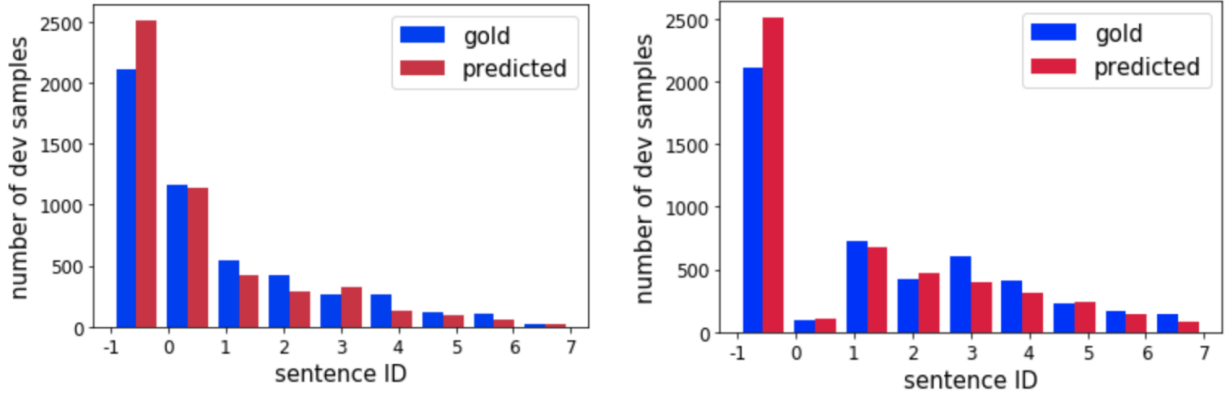 number of dev samples
2500
2000
1500
1000
500
0
gold
predicted
-1 0 1 2 3 4 5 6 7
sentence ID
number of dev samples
2500
2000
1500
1000
500
0
gold
predicted
-1 0 1 2 3 4 5 6 7
sentence ID